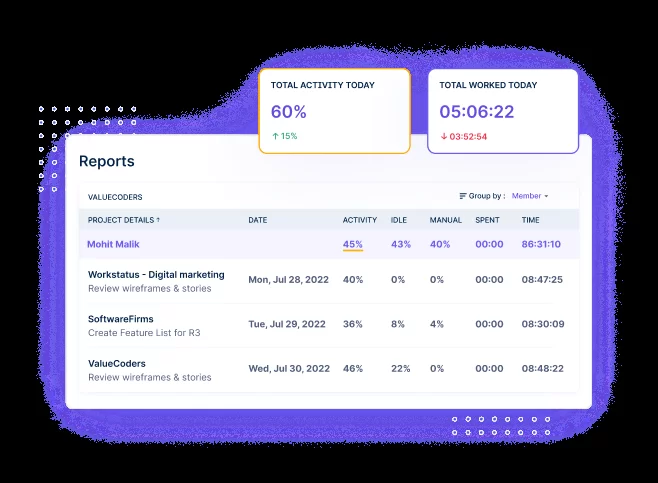 TOTAL ACTIVITY TODAY
60%
↑ 15%
TOTAL WORKED TODAY
05:06:22
↓ 03:52:54
Reports
VALUECODERS
Group by : Member
PROJECT DETAILS ↑ DATE ACTIVITY IDLE MANUAL SPENT TIME
Mohit Malik 45% 43% 40% 00:00 86:31:10
Workstatus - Digital marketing
Review wireframes & stories
Mon, Jul 28, 2022 40% 0% 0% 00:00 08:47:25
SoftwareFirms
Create Feature List for R3
Tue, Jul 29, 2022 36% 8% 4% 00:00 08:30:09
ValueCoders
Review wireframes & stories
Wed, Jul 30, 2022 46% 22% 0% 00:00 08:48:22